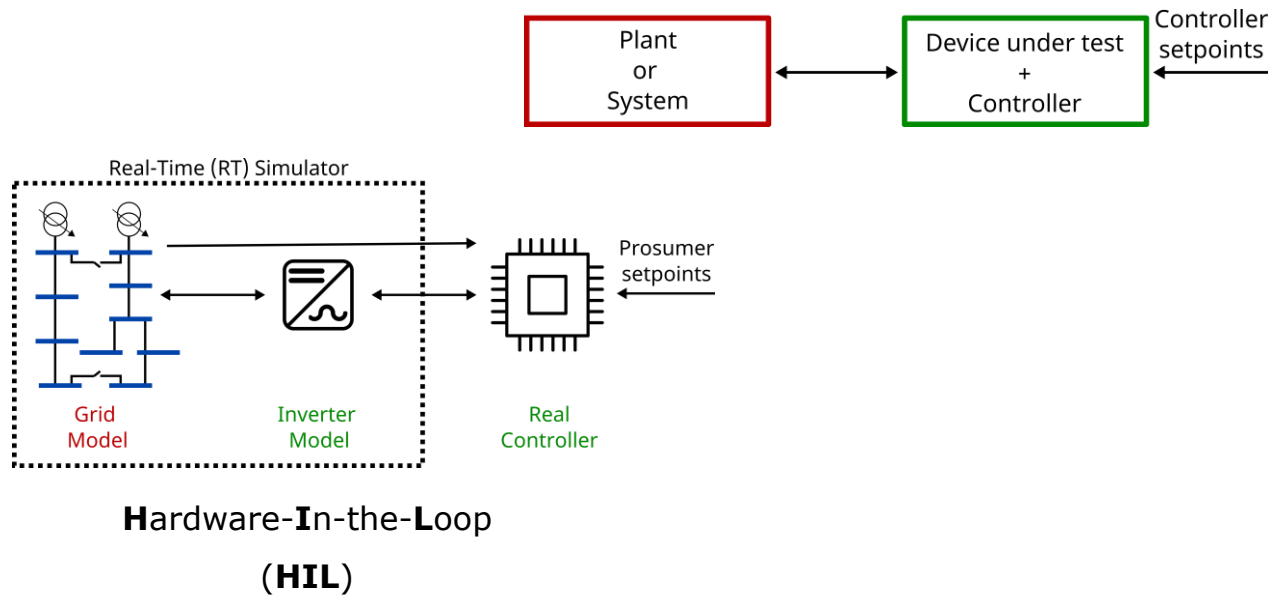 Plant
or
System
Device under test
+
Controller
Controller
setpoints
Real-Time (RT) Simulator
Prosumer
setpoints
Grid
Model
Inverter
Model
Real
Controller
Hardware-In-the-Loop
(HIL)